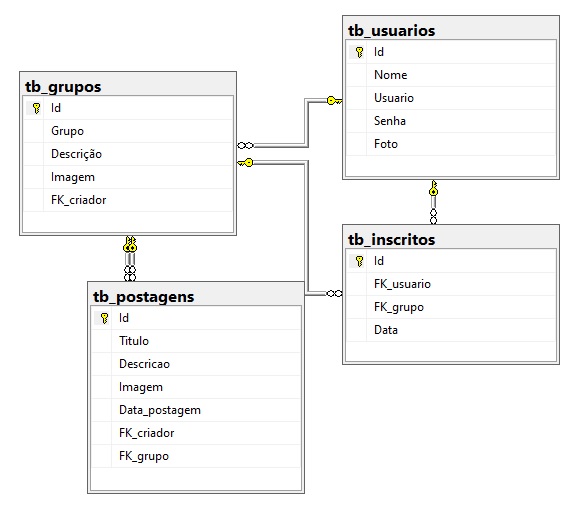 tb_usuarios
Id
Nome
Usuario
Senha
Foto
tb_grupos
Id
Grupo
Descrição
Imagem
FK_criador
tb_inscritos
Id
FK_usuario
FK_grupo
Data
tb_postagens
Id
Titulo
Descricao
Imagem
Data_postagem
FK_criador
FK_grupo